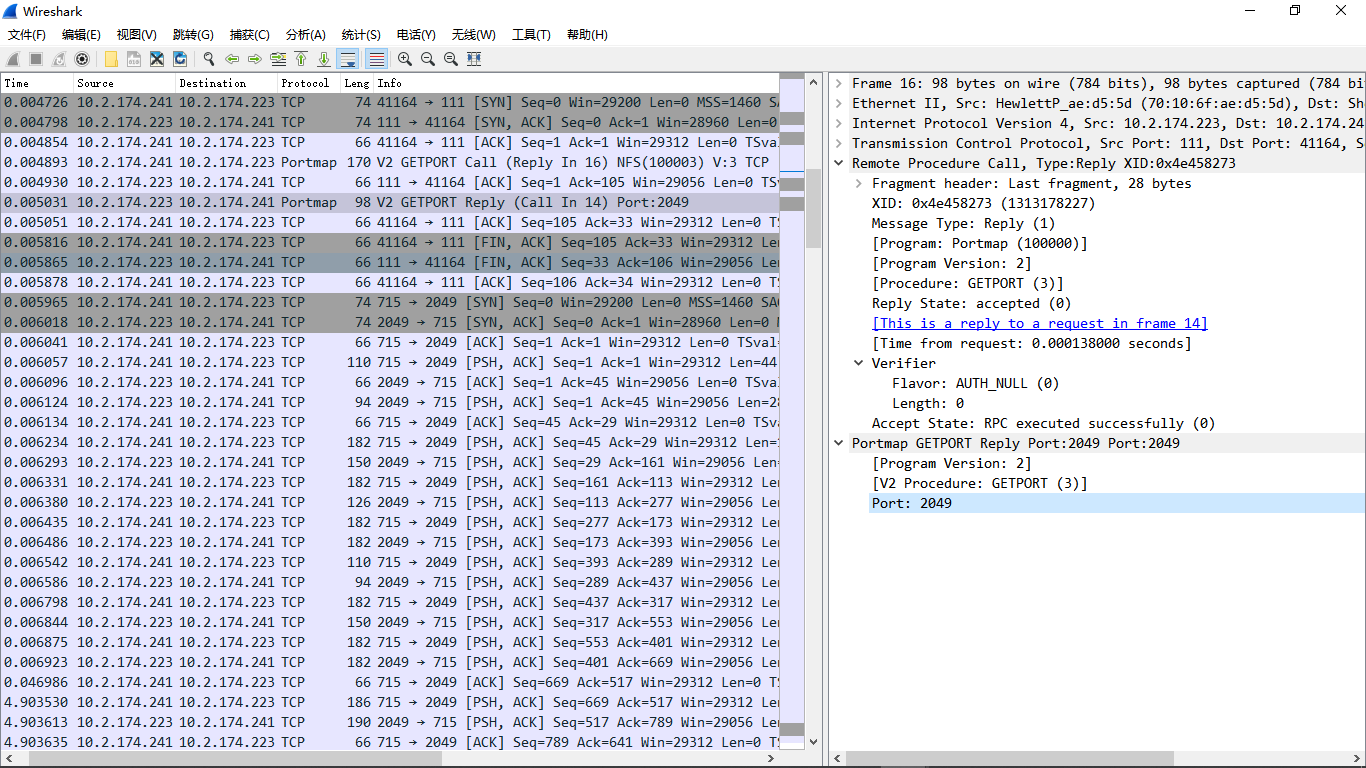 Wireshark
文件(F) 编辑(E) 视图(V) 跳转(G) 捕获(C) 分析(A) 统计(S) 电话(Y) 无线(W) 工具(T) 帮助(H)
Time Source Destination Protocol Leng Info
0.004726 10.2.174.241 10.2.174.223 TCP 74 41164 → 111 [SYN] Seq=0 Win=29200 Len=0 MSS=1460 SA
0.004798 10.2.174.223 10.2.174.241 TCP 74 111 → 41164 [SYN, ACK] Seq=0 Ack=1 Win=28960 Len=0
0.004854 10.2.174.241 10.2.174.223 TCP 66 41164 → 111 [ACK] Seq=1 Ack=1 Win=29312 Len=0 TSva
0.004893 10.2.174.241 10.2.174.223 Portmap 170 V2 GETPORT Call (Reply In 16) NFS(100003) V:3 TCP
0.004930 10.2.174.223 10.2.174.241 TCP 66 111 → 41164 [ACK] Seq=1 Ack=105 Win=29056 Len=0 TS
0.005031 10.2.174.223 10.2.174.241 Portmap 98 V2 GETPORT Reply (Call In 14) Port:2049
0.005051 10.2.174.241 10.2.174.223 TCP 66 41164 → 111 [ACK] Seq=105 Ack=33 Win=29312 Len=0 T
0.005816 10.2.174.241 10.2.174.223 TCP 66 41164 → 111 [FIN, ACK] Seq=105 Ack=33 Win=29312 Le
0.005865 10.2.174.223 10.2.174.241 TCP 66 111 → 41164 [FIN, ACK] Seq=33 Ack=106 Win=29056 Le
0.005878 10.2.174.241 10.2.174.223 TCP 66 41164 → 111 [ACK] Seq=106 Ack=34 Win=29312 Len=0 T
0.005965 10.2.174.241 10.2.174.223 TCP 74 715 → 2049 [SYN] Seq=0 Win=29200 Len=0 MSS=1460 SA
0.006018 10.2.174.223 10.2.174.241 TCP 74 2049 → 715 [SYN, ACK] Seq=0 Ack=1 Win=28960 Len=0 M
0.006041 10.2.174.241 10.2.174.223 TCP 66 715 → 2049 [ACK] Seq=1 Ack=1 Win=29312 Len=0 TSval=
0.006057 10.2.174.241 10.2.174.223 TCP 110 715 → 2049 [PSH, ACK] Seq=1 Ack=1 Win=29312 Len=44
0.006096 10.2.174.223 10.2.174.241 TCP 66 2049 → 715 [ACK] Seq=1 Ack=45 Win=29056 Len=0 TSva
0.006124 10.2.174.223 10.2.174.241 TCP 94 2049 → 715 [PSH, ACK] Seq=1 Ack=45 Win=29056 Len=28
0.006134 10.2.174.241 10.2.174.223 TCP 66 715 → 2049 [ACK] Seq=45 Ack=29 Win=29312 Len=0 TSva
0.006234 10.2.174.241 10.2.174.223 TCP 182 715 → 2049 [PSH, ACK] Seq=45 Ack=29 Win=29312 Len=
0.006293 10.2.174.223 10.2.174.241 TCP 150 2049 → 715 [PSH, ACK] Seq=29 Ack=161 Win=29056 Len=
0.006331 10.2.174.241 10.2.174.223 TCP 182 715 → 2049 [PSH, ACK] Seq=161 Ack=113 Win=29312 Le
0.006380 10.2.174.223 10.2.174.241 TCP 126 2049 → 715 [PSH, ACK] Seq=113 Ack=277 Win=29056 Le
0.006435 10.2.174.241 10.2.174.223 TCP 182 715 → 2049 [PSH, ACK] Seq=277 Ack=173 Win=29312 Le
0.006486 10.2.174.223 10.2.174.241 TCP 182 2049 → 715 [PSH, ACK] Seq=173 Ack=393 Win=29056 Le
0.006542 10.2.174.241 10.2.174.223 TCP 110 715 → 2049 [PSH, ACK] Seq=393 Ack=289 Win=29312 Le
0.006586 10.2.174.223 10.2.174.241 TCP 94 2049 → 715 [PSH, ACK] Seq=289 Ack=437 Win=29056 Le
0.006798 10.2.174.241 10.2.174.223 TCP 182 715 → 2049 [PSH, ACK] Seq=437 Ack=317 Win=29312 Le
0.006844 10.2.174.223 10.2.174.241 TCP 150 2049 → 715 [PSH, ACK] Seq=317 Ack=553 Win=29056 Le
0.006875 10.2.174.241 10.2.174.223 TCP 182 715 → 2049 [PSH, ACK] Seq=553 Ack=401 Win=29312 Le
0.006923 10.2.174.223 10.2.174.241 TCP 182 2049 → 715 [PSH, ACK] Seq=401 Ack=669 Win=29056 Le
0.046986 10.2.174.241 10.2.174.223 TCP 66 715 → 2049 [ACK] Seq=669 Ack=517 Win=29312 Len=0 T
4.903530 10.2.174.241 10.2.174.223 TCP 186 715 → 2049 [PSH, ACK] Seq=669 Ack=517 Win=29312 Le
4.903613 10.2.174.223 10.2.174.241 TCP 190 2049 → 715 [PSH, ACK] Seq=517 Ack=789 Win=29056 Le
4.903635 10.2.174.241 10.2.174.223 TCP 66 715 → 2049 [ACK] Seq=789 Ack=641 Win=29312 Len=0 T
Frame 16: 98 bytes on wire (784 bits), 98 bytes captured (784 bit
Ethernet II, Src: HewlettP_ae:d5:5d (70:10:6f:ae:d5:5d), Dst: Sh
Internet Protocol Version 4, Src: 10.2.174.223, Dst: 10.2.174.24
Transmission Control Protocol, Src Port: 111, Dst Port: 41164, S
Remote Procedure Call, Type:Reply XID:0x4e458273
Fragment header: Last fragment, 28 bytes
XID: 0x4e458273 (1313178227)
Message Type: Reply (1)
[Program: Portmap (100000)]
[Program Version: 2]
[Procedure: GETPORT (3)]
Reply State: accepted (0)
[This is a reply to a request in frame 14]
[Time from request: 0.000138000 seconds]
Verifier
Flavor: AUTH_NULL (0)
Length: 0
Accept State: RPC executed successfully (0)
Portmap GETPORT Reply Port:2049 Port:2049
[Program Version: 2]
[V2 Procedure: GETPORT (3)]
Port: 2049